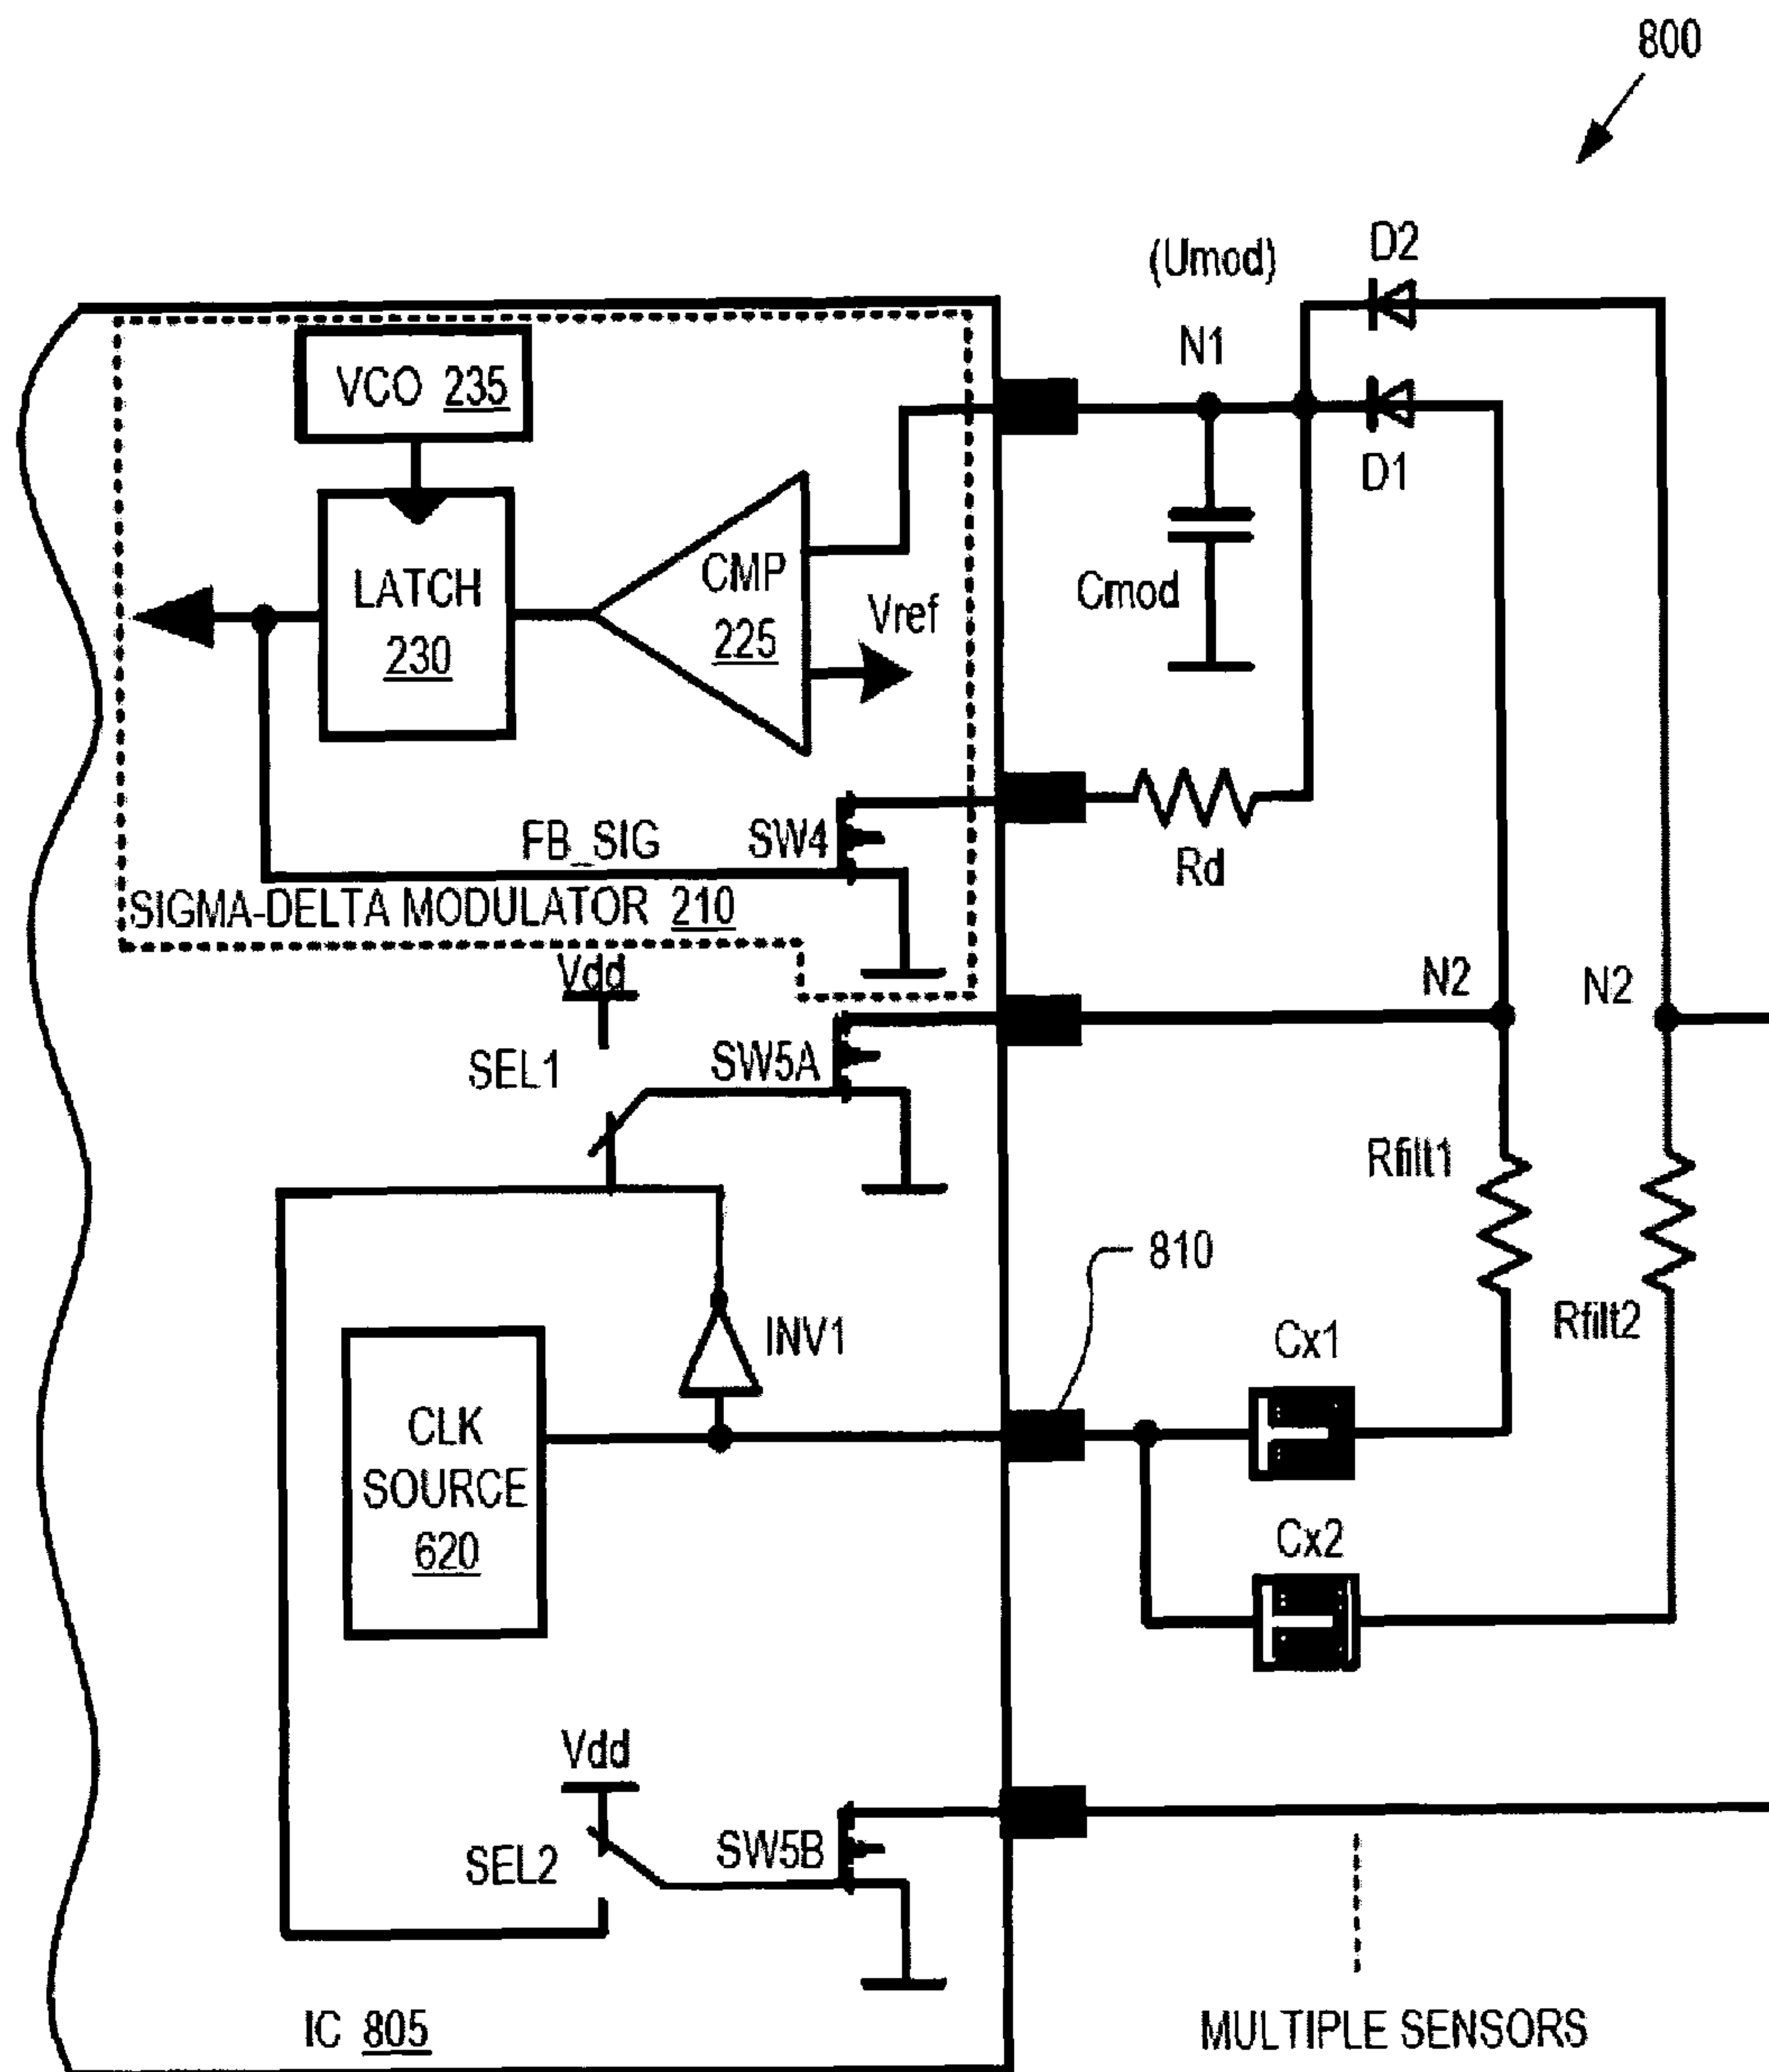 800
D2
(Umod)
N1
VCO 235
D1
LATCH
230
CMP
225
Vref
Cmod
FB_SIG
SW4
Rd
SIGMA-DELTA MODULATOR 210
Vdd
N2
N2
SEL1
SW5A
Rfilt1
810
INV1
Cx1
Rfilt2
CLK
SOURCE
620
Cx2
Vdd
SEL2
SW5B
IC 805
MULTIPLE SENSORS